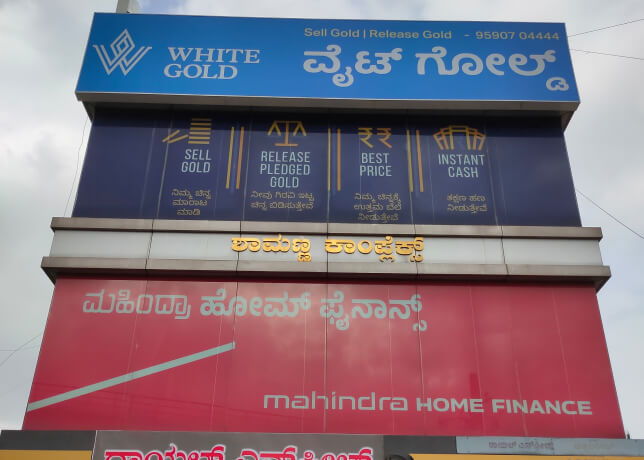 Sell Gold | Release Gold - 95907 04444
WHITE
GOLD
ವೈಟ್ ಗೋಲ್ಡ್
SELL
GOLD
ನಿಮ್ಮ ಚಿನ್ನ
ಮಾರಾಟ
ಮಾಡಿ
RELEASE
PLEDGED
GOLD
ನೀವು ಗಿರವಿ ಇಟ್ಟ
ಚಿನ್ನ ಬಿಡಿಸುತ್ತೇವೆ
₹₹
BEST
PRICE
ನಿಮ್ಮ ಚಿನ್ನಕ್ಕೆ
ಉತ್ತಮ ಬೆಲೆ
ನೀಡುತ್ತೇವೆ
INSTANT
CASH
ತಕ್ಷಣ ಹಣ
ನೀಡುತ್ತೇವೆ
ಶಾಮಣ್ಣ ಕಾಂಪ್ಲೆಕ್ಸ್
ಮಹಿಂದ್ರಾ ಹೋಮ್ ಫೈನಾನ್ಸ್
mahindra HOME FINANCE